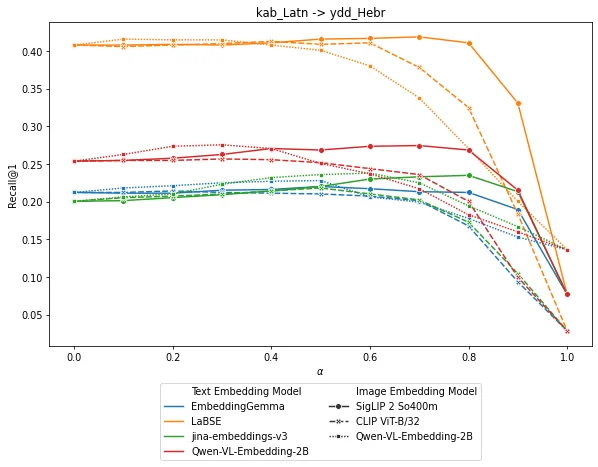 kab_Latn -> ydd_Hebr
Recall@1
0.40
0.35
0.30
0.25
0.20
0.15
0.10
0.05
0.0 0.2 0.4 0.6 0.8 1.0
α
Text Embedding Model Image Embedding Model
EmbeddingGemma SigLIP 2 So400m
LaBSE CLIP ViT-B/32
jina-embeddings-v3 Qwen-VL-Embedding-2B
Qwen-VL-Embedding-2B